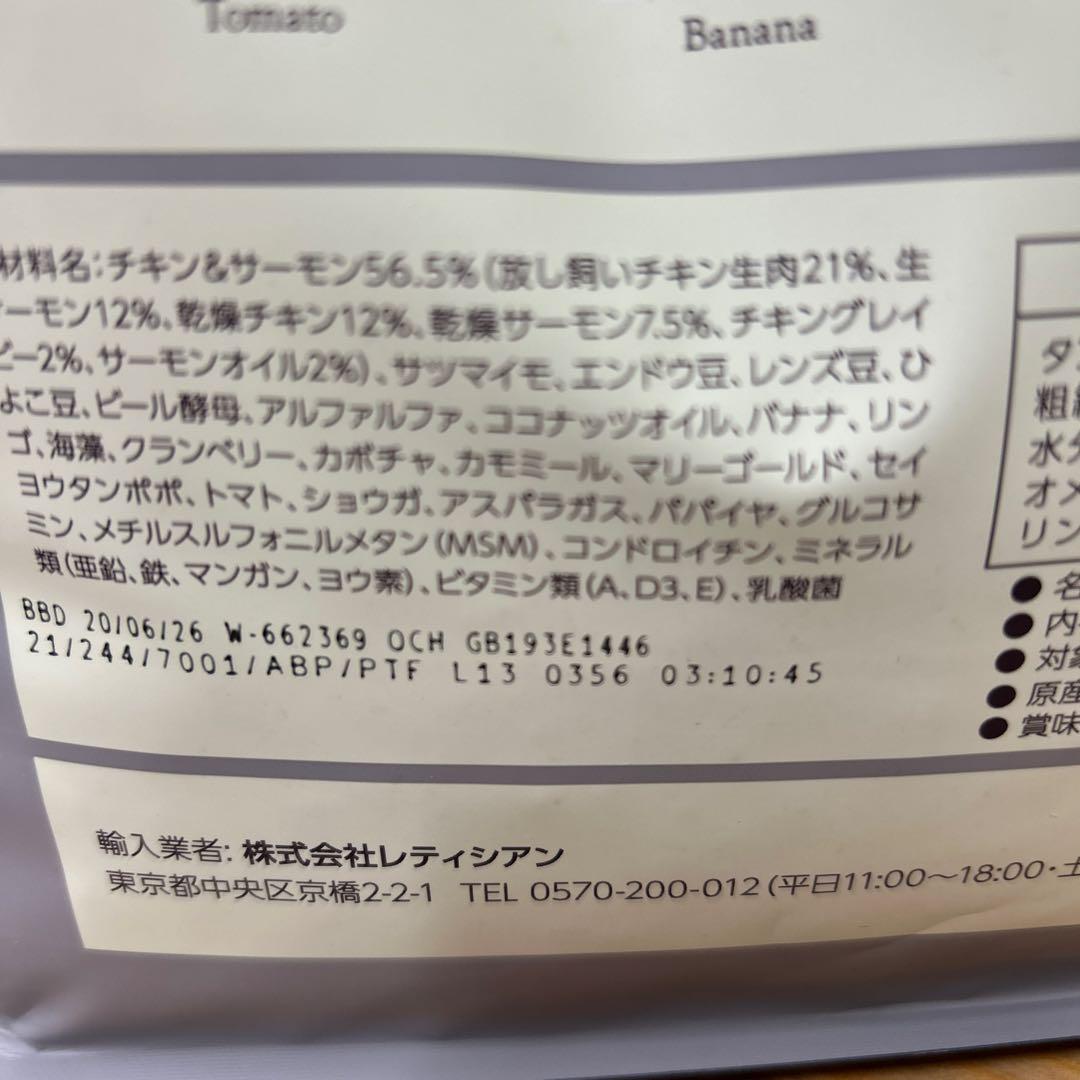 Tomato
Banana
材料名:チキン&サーモン56.5%(放し飼いチキン生肉21%、生
ーモン12%、乾燥チキン12%、乾燥サーモン7.5%、チキングレイ
ビー2%、サーモンオイル2%)、サツマイモ、エンドウ豆、レンズ豆、ひ
よこ豆、ビール酵母、アルファルファ、ココナッツオイル、バナナ、リン
ゴ、海藻、クランベリー、カボチャ、カモミール、マリーゴールド、セイ
ヨウタンポポ、トマト、ショウガ、アスパラガス、パパイヤ、グルコサ
ミン、メチルスルフォニルメタン(MSM)、コンドロイチン、ミネラル
類(亜鉛、鉄、マンガン、ヨウ素)、ビタミン類(A、D3、E)、乳酸菌
BBD 20/06/26 W-662369 OCH GB193E1446
21/244/7001/ABP/PTF L13 0356 03:10:45
タン
粗
水分
オメ
リン
●名
●内
●対象
●原産
●賞味
輸入業者: 株式会社レティシアン
東京都中央区京橋2-2-1 TEL 0570-200-012(平日11:00〜18:00・土